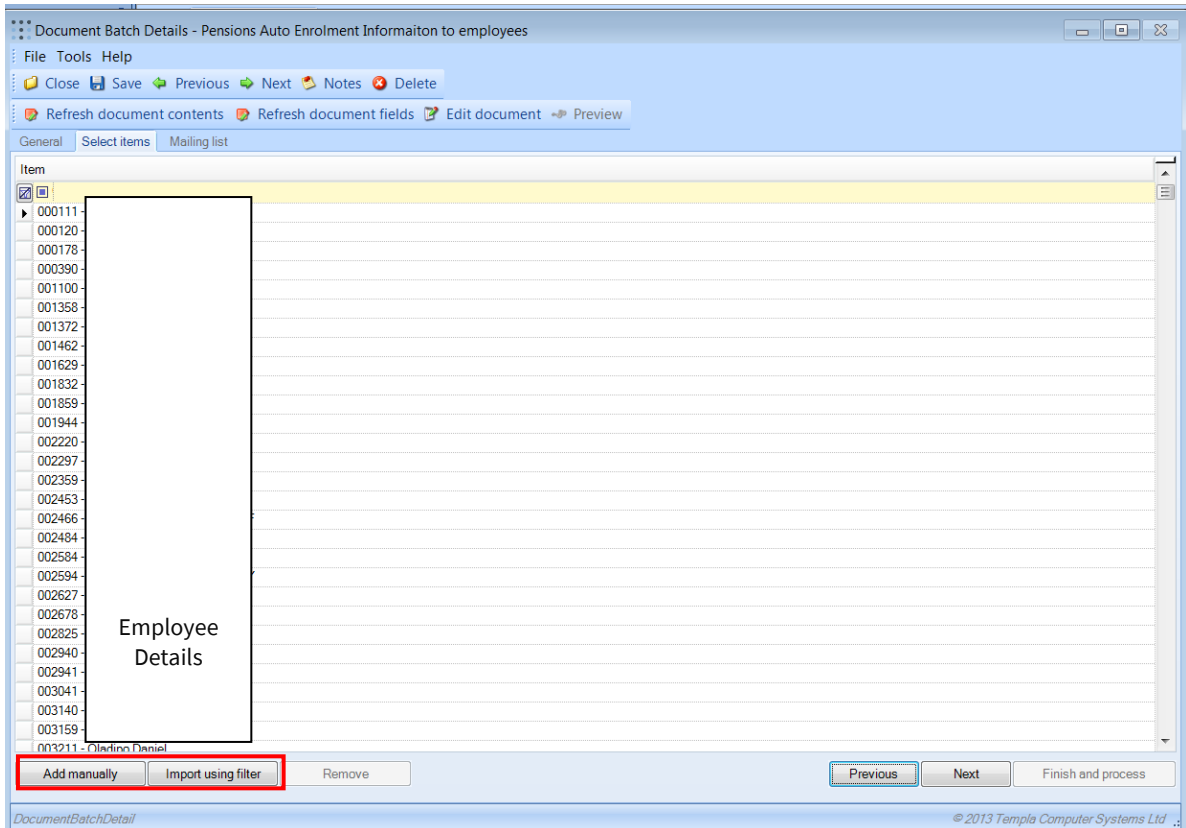 Document Batch Details - Pensions Auto Enrolment Informaiton to employees
File Tools Help
Close Save Previous Next Notes Delete
Refresh document contents Refresh document fields Edit document Preview
General Select items Mailing list
Item
000111 -
000120 -
000178 -
000390 -
001100 -
001358 -
001372 -
001462 -
001629 -
001832 -
001859 -
001944 -
002220 -
002297 -
002359 -
002453 -
002466 -
002484 -
002584 -
002594 -
002627 -
002678 -
002825 -
002940 -
002941 -
003041 -
003140 -
003159 -
Employee
Details
003211 - Oladipo Daniel
Add manually Import using filter Remove Previous Next Finish and process
DocumentBatchDetail © 2013 Templa Computer Systems Ltd